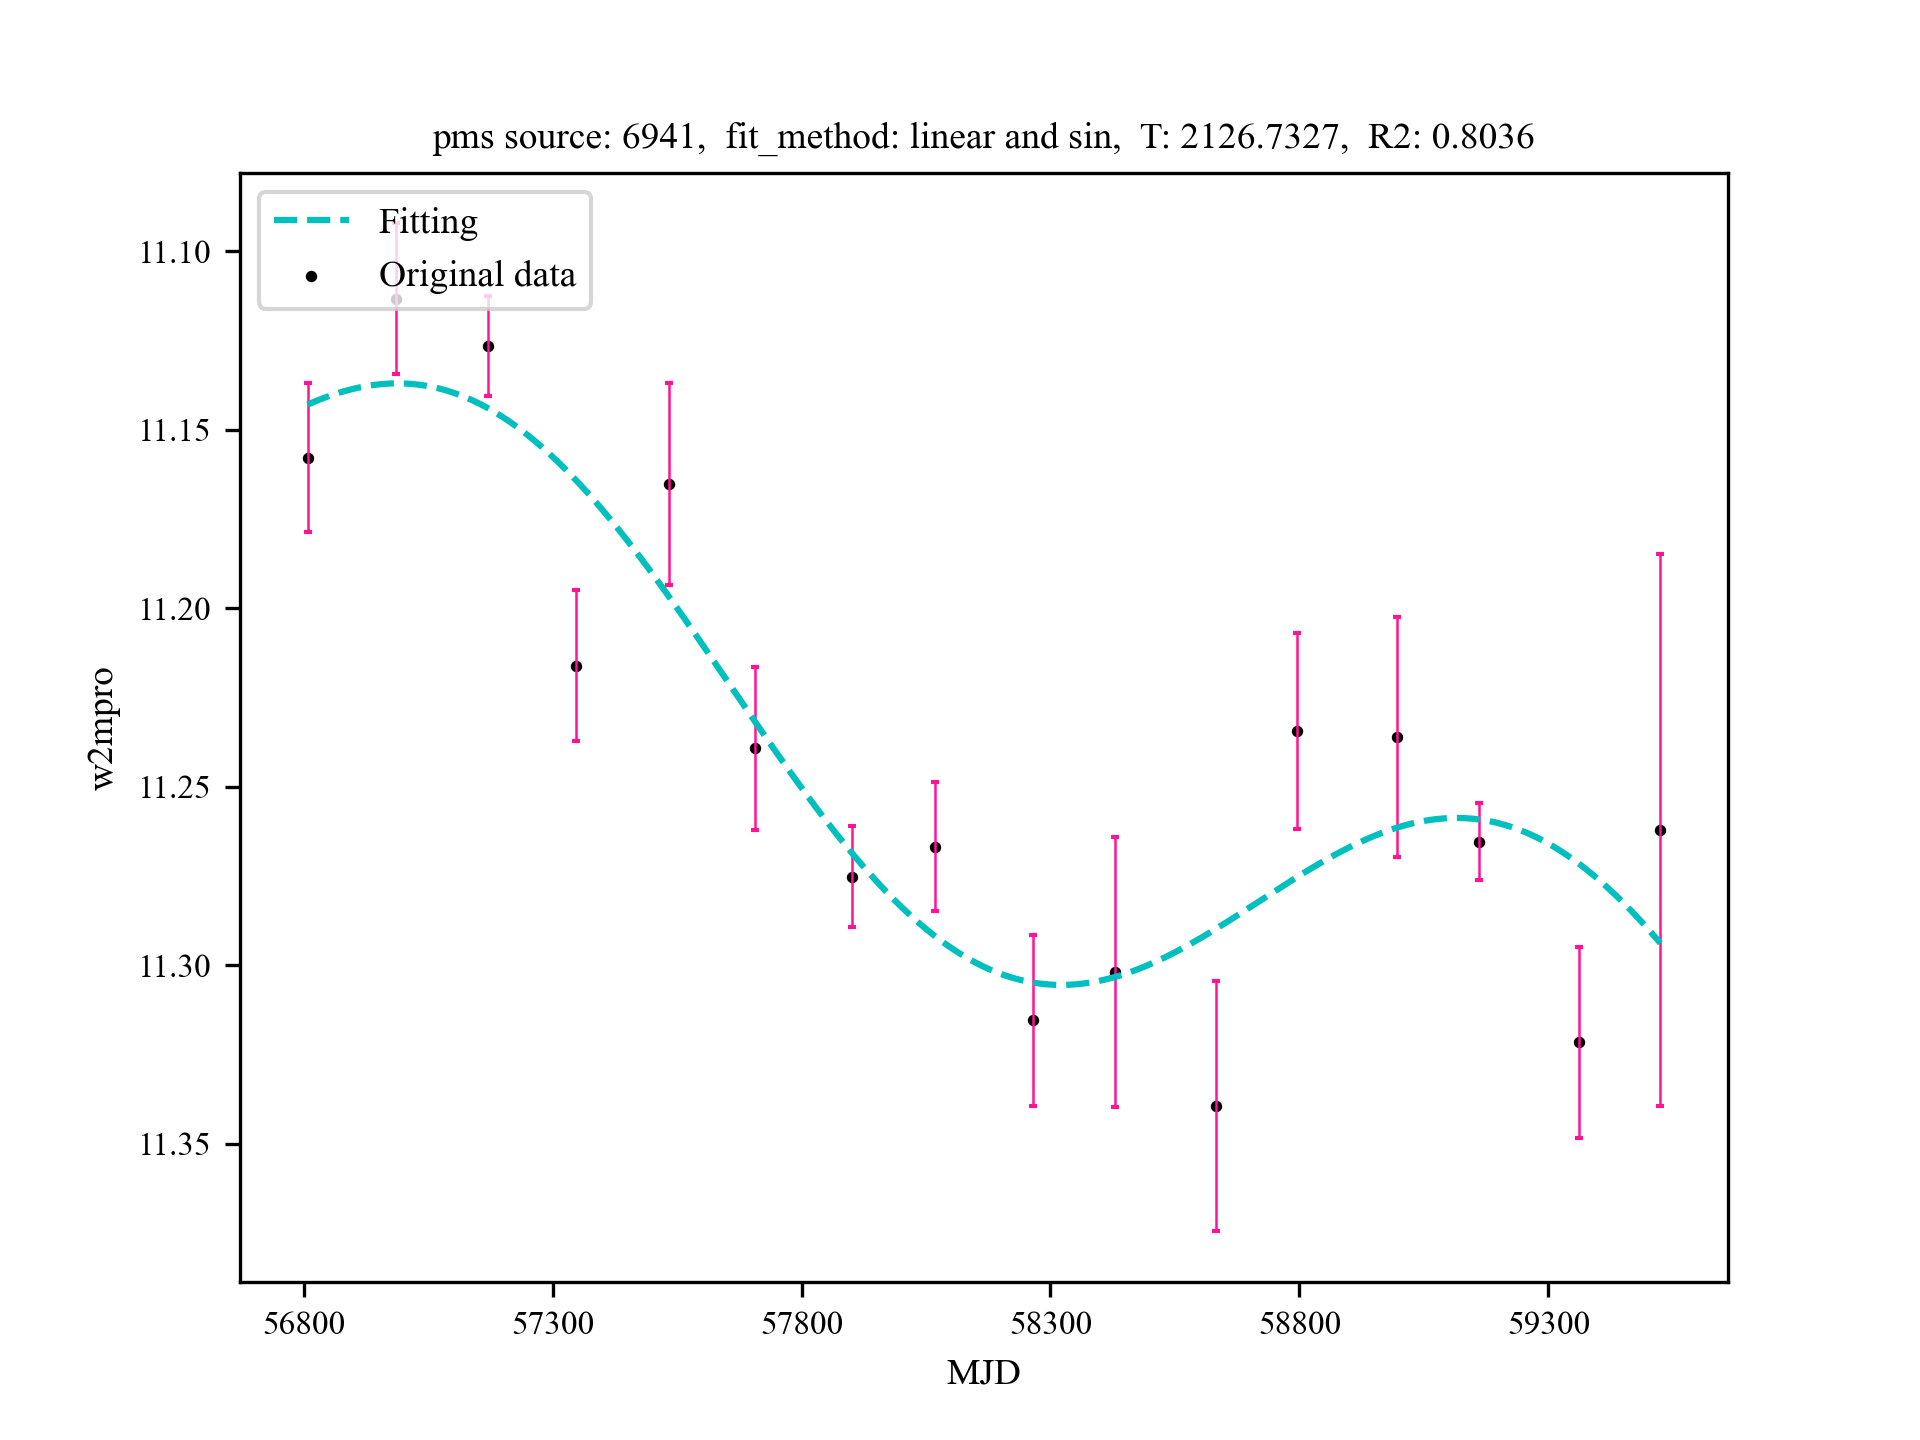 pms source: 6941, fit_method: linear and sin, T: 2126.7327, R2: 0.8036
Fitting
Original data
11.10
11.15
11.20
11.25
11.30
11.35
w2mpro
56800 57300 57800 58300 58800 59300
MJD